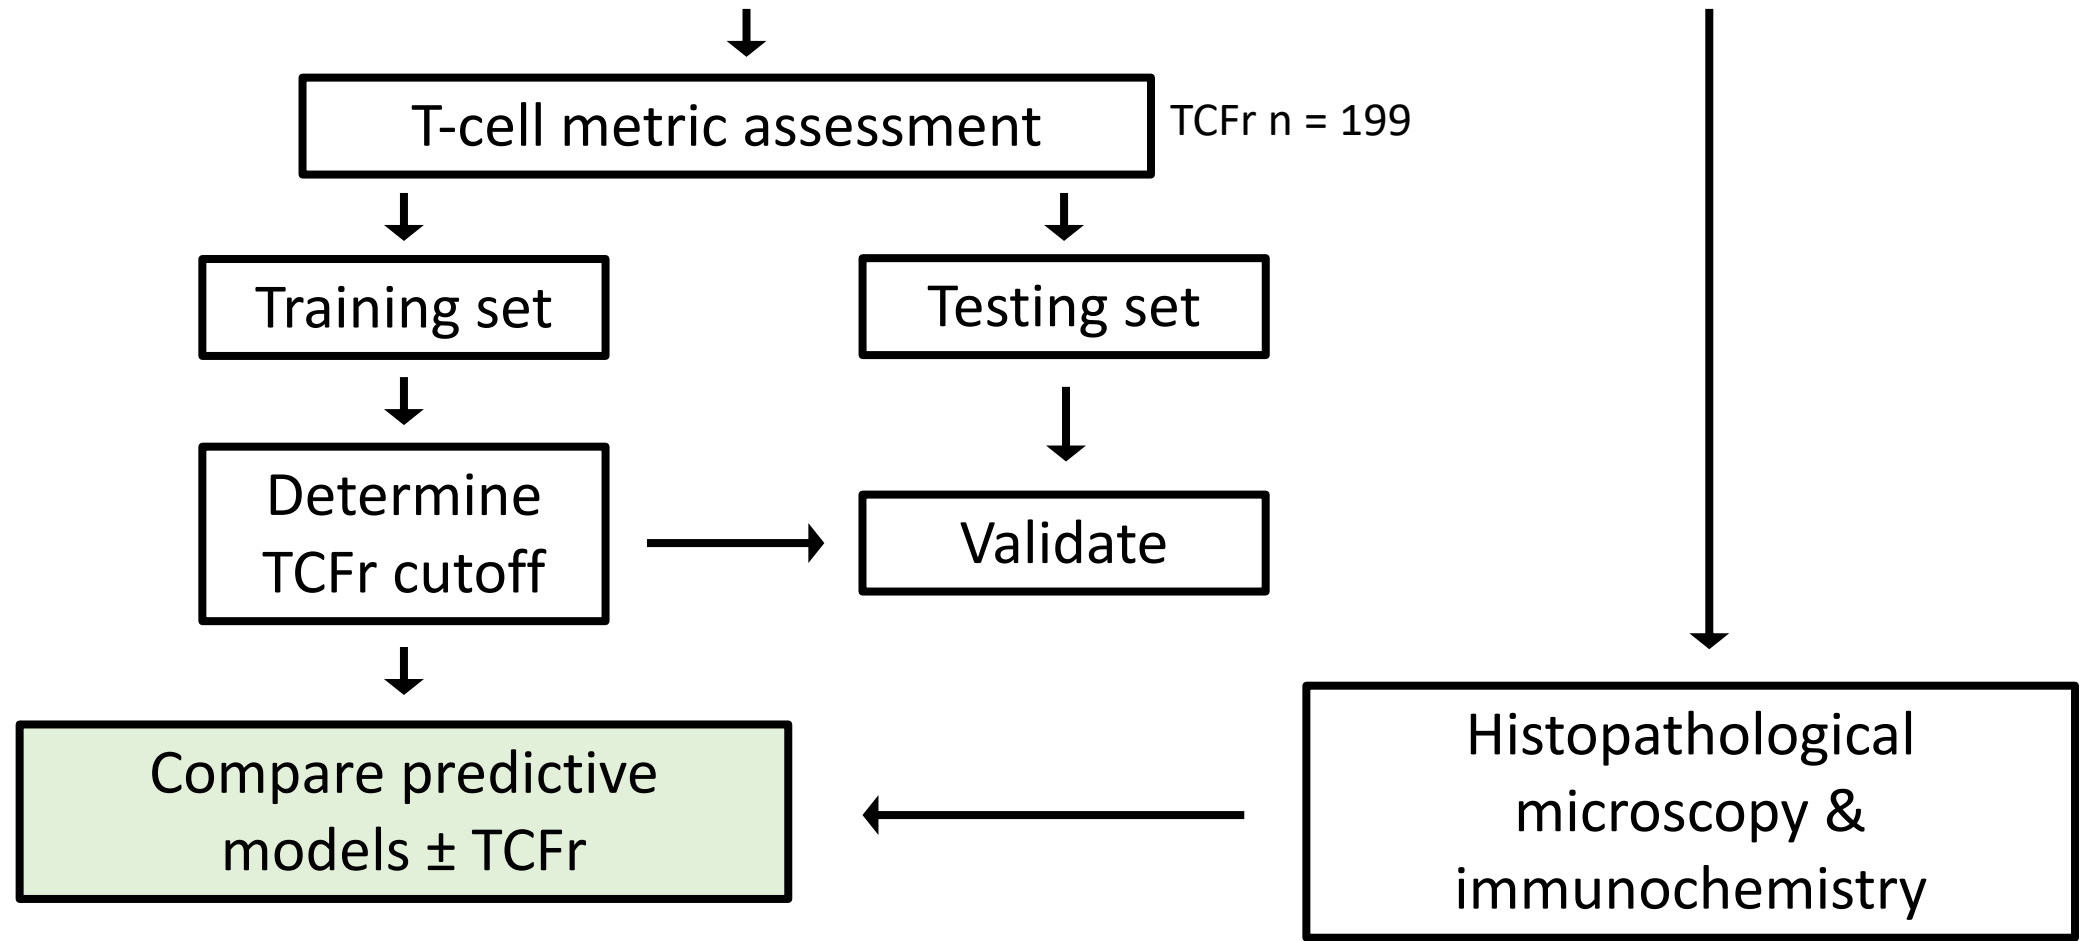 T-cell metric assessment
TCFr n = 199
Training set
Testing set
Determine
TCFr cutoff
Validate
Compare predictive
models ± TCFr
Histopathological
microscopy &
immunochemistry